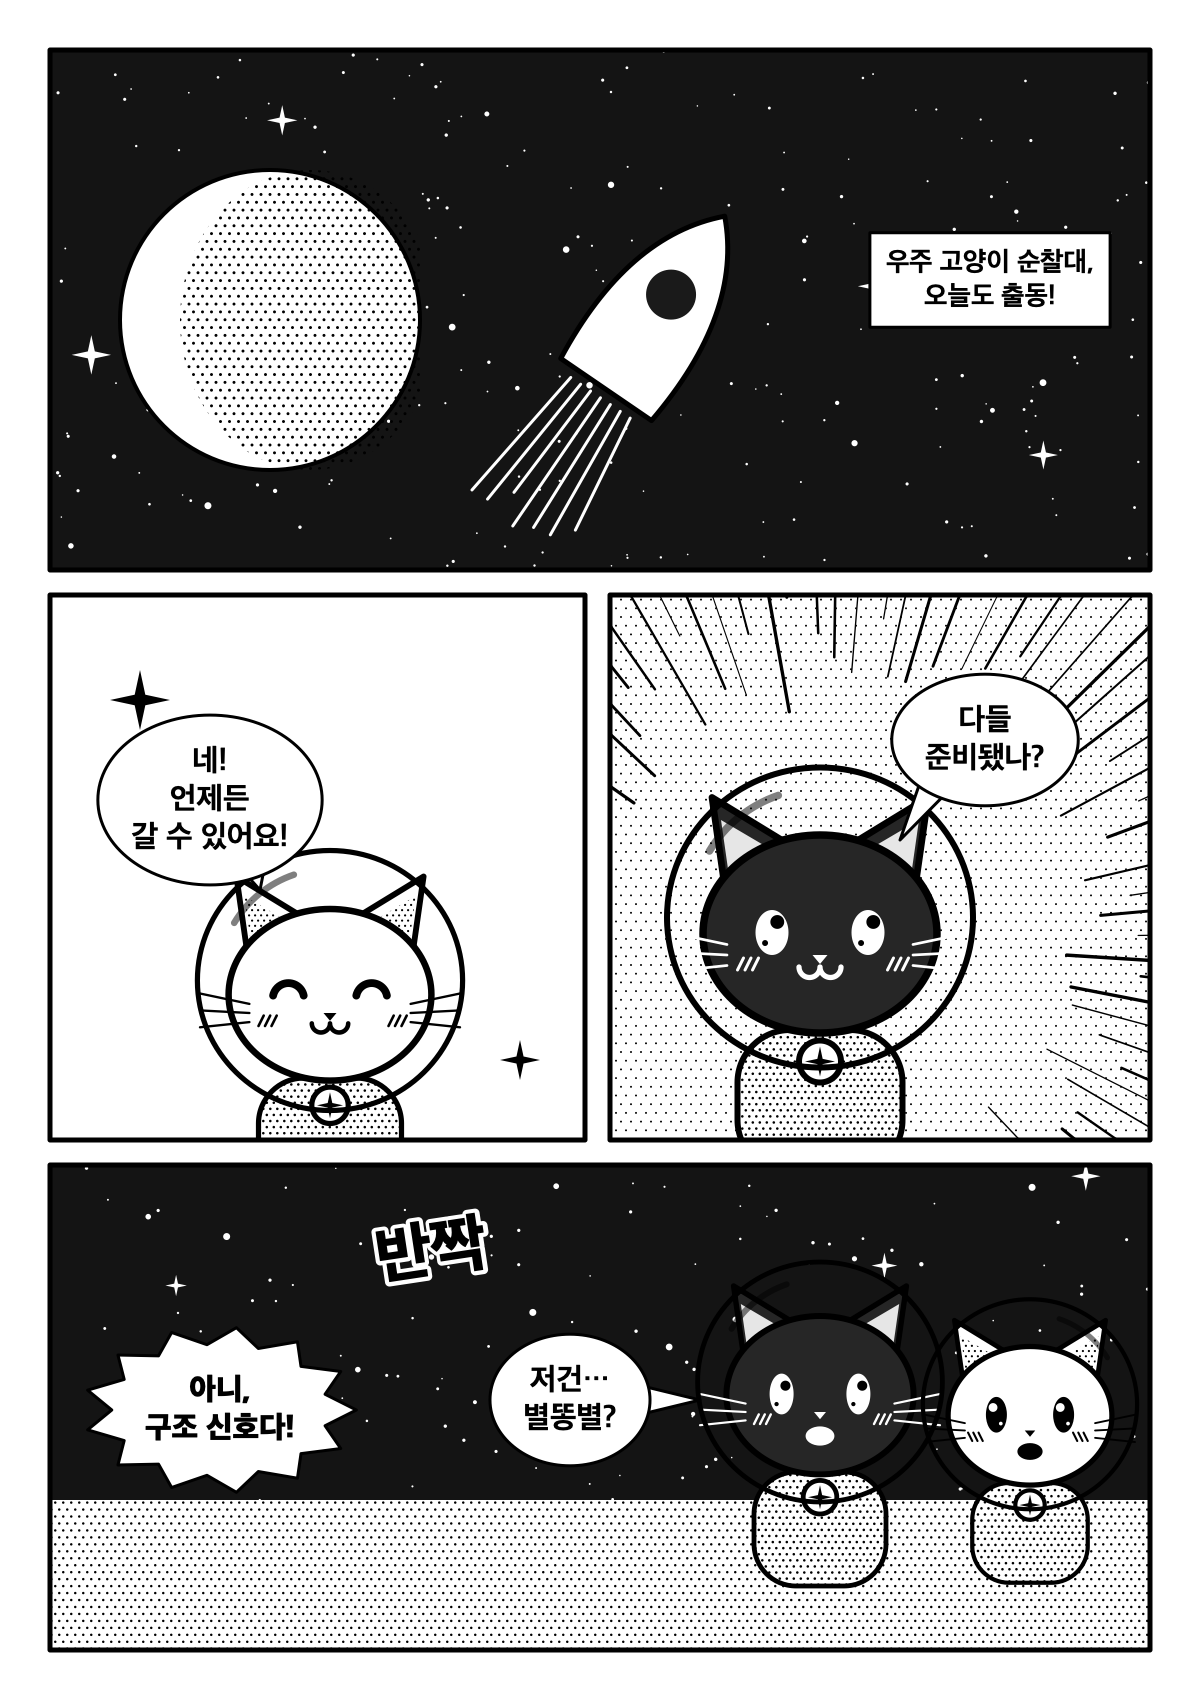 우주 고양이 순찰대,
오늘도 출동!
다들
준비됐나?
네!
언제든
갈 수 있어요!
반짝
저건…
별똥별?
아니,
구조 신호다!